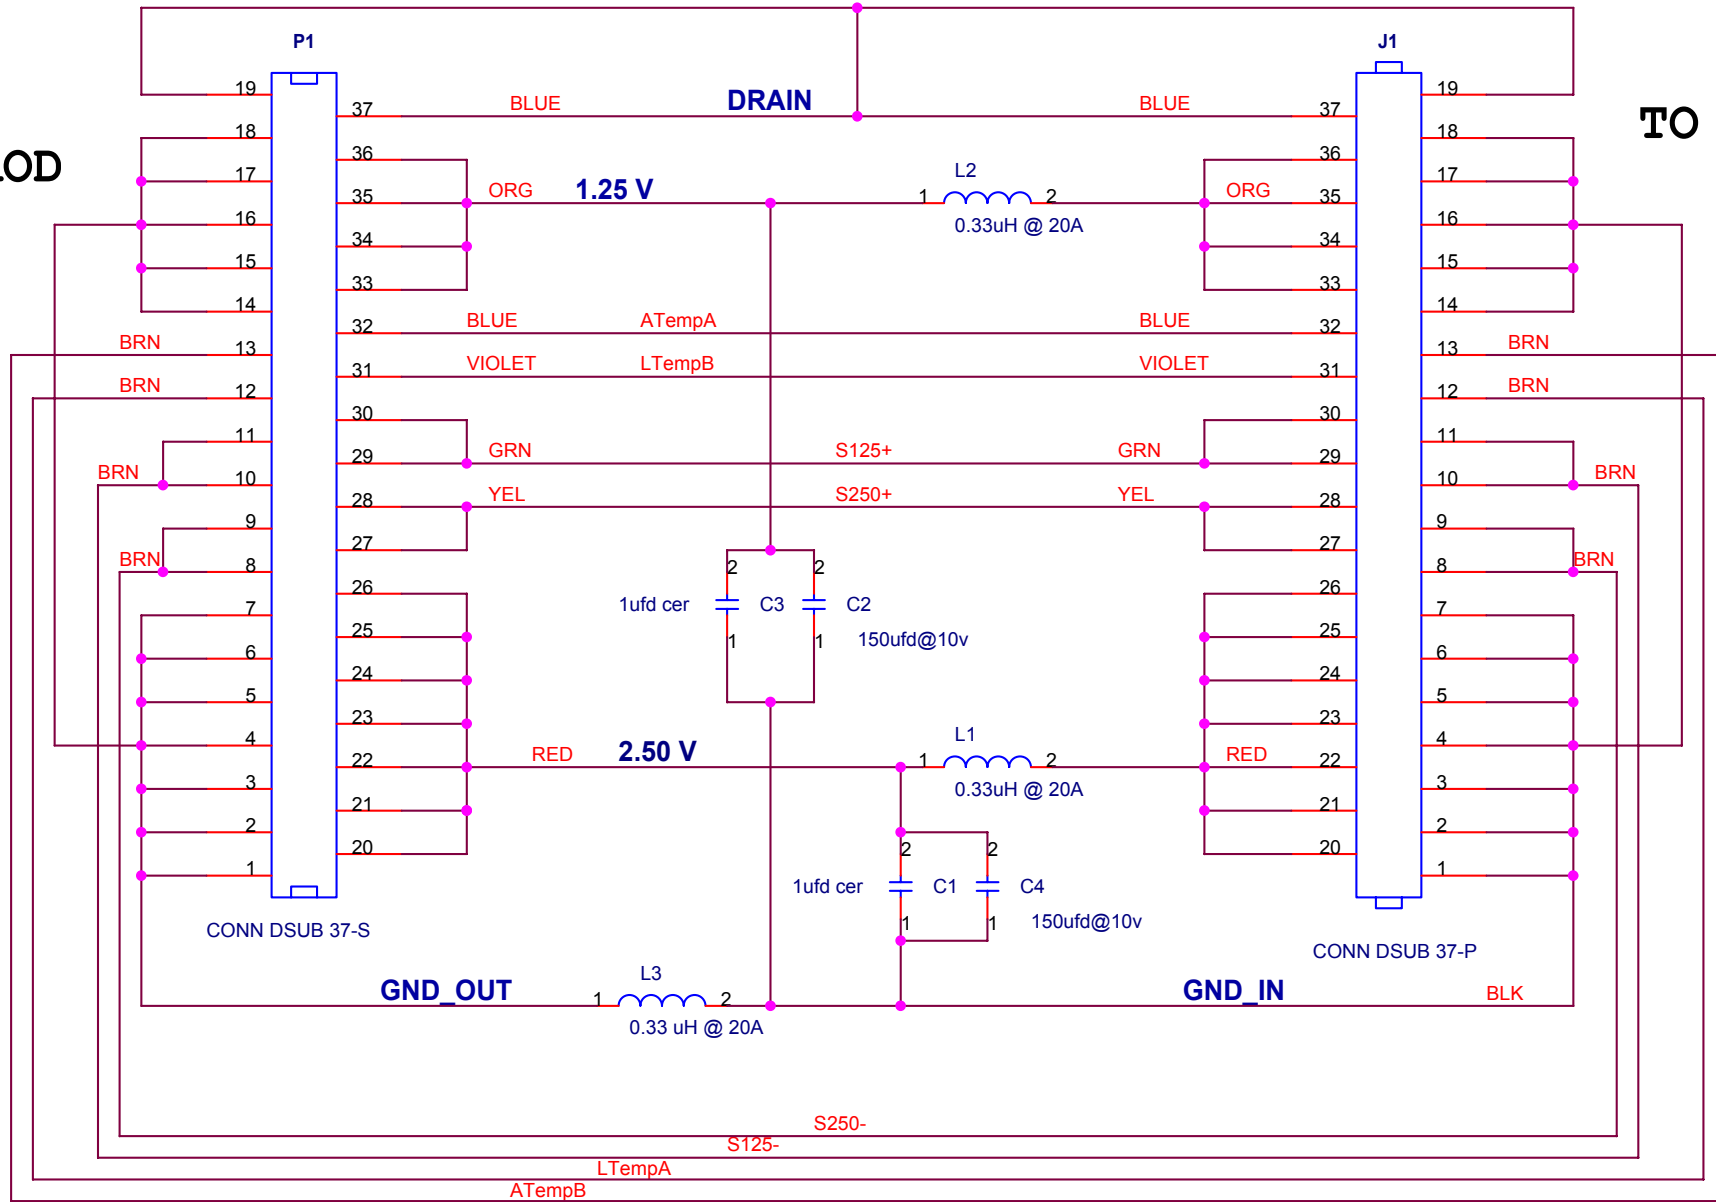 P1
J1
19
19
37
BLUE
DRAIN
BLUE
37
TO
18
18
OD
36
L2
36
17
17
35
ORG
1.25 V
1
2
ORG
35
16
16
0.33uH @ 20A
34
34
15
15
33
33
14
14
32
BLUE
ATempA
BLUE
32
BRN
13
13
BRN
31
VIOLET
LTempB
VIOLET
31
BRN
12
12
BRN
30
30
11
11
29
GRN
S125+
GRN
29
BRN
10
10
BRN
28
YEL
S250+
YEL
28
9
9
27
27
BRN
8
8
BRN
2
2
26
26
1ufd cer
C3
C2
7
7
25
25
1
1
150ufd@10v
6
6
24
24
5
5
23
23
4
4
L1
22
RED
2.50 V
1
2
RED
22
3
3
0.33uH @ 20A
21
21
2
2
20
20
2
2
1
1
1ufd cer
C1
C4
1
1
150ufd@10v
CONN DSUB 37-S
CONN DSUB 37-P
L3
GND_OUT
1
2
GND_IN
BLK
0.33 uH @ 20A
S250-
S125-
LTempA
ATempB